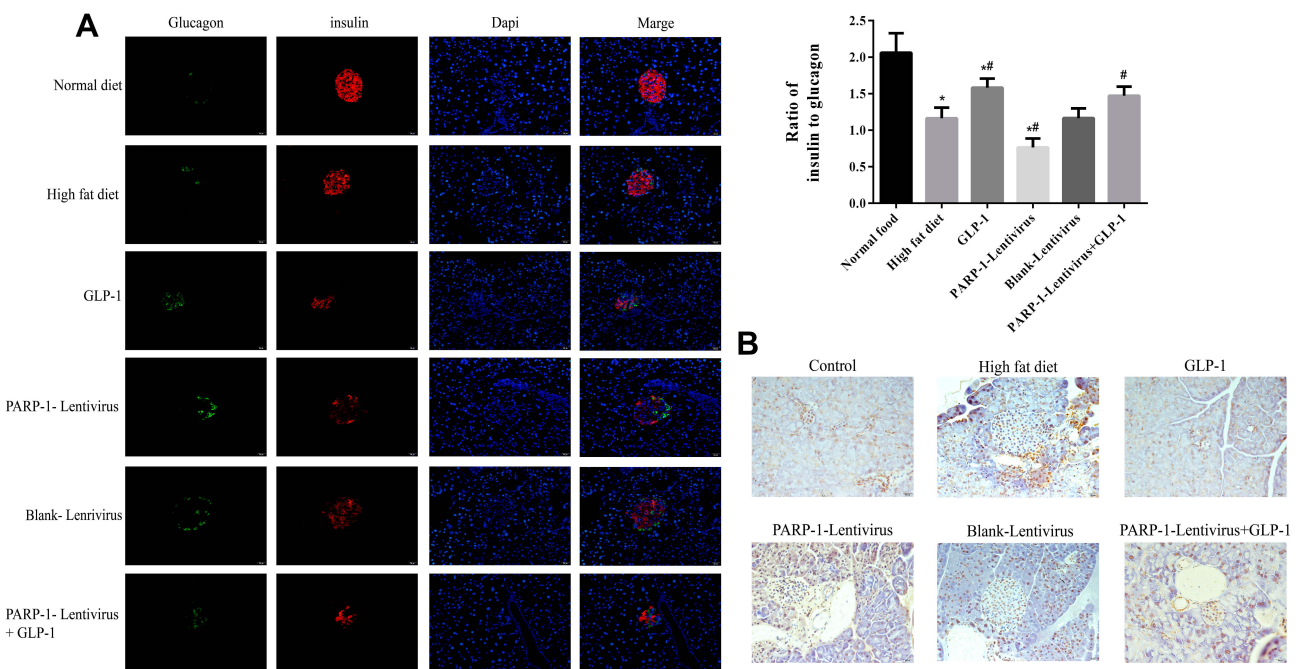 A
Glucagon insulin Dapi Marge
Normal diet
High fat diet
GLP-1
PARP-1- Lentivirus
Blank- Lenrivirus
PARP-1- Lentivirus
+ GLP-1
Ratio of
insulin to glucagon
2.5
2.0
1.5
1.0
0.5
0.0
*
*#
*#
#
Normal food
High fat diet
GLP-1
PARP-1-Lentivirus
Blank-Lentivirus
PARP-1-Lentivirus+GLP-1
B
Control High fat diet GLP-1
PARP-1-Lentivirus Blank-Lentivirus PARP-1-Lentivirus+GLP-1